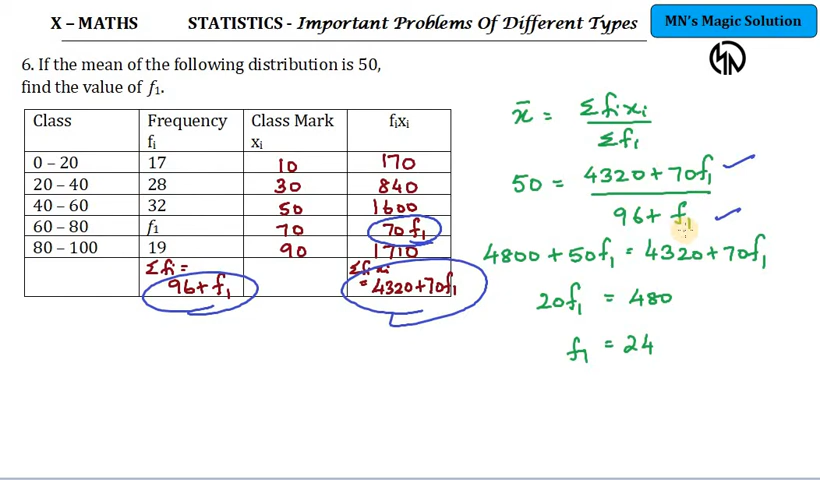 X – MATHS STATISTICS - Important Problems Of Different Types
MN's Magic Solution
6. If the mean of the following distribution is 50,
find the value of f₁.
Class Frequency fᵢ Class Mark xᵢ fᵢxᵢ
0 – 20 17 10 170
20 – 40 28 30 840
40 – 60 32 50 1600
60 – 80 f₁ 70 70 f₁
80 – 100 19 90 1710
Σfᵢ = 96 + f₁ Σfᵢxᵢ = 4320+70f₁
x̄ = Σfᵢxᵢ / Σfᵢ
50 = 4320 + 70f₁ / 96 + f₁
4800 + 50f₁ = 4320 + 70f₁
20f₁ = 480
f₁ = 24